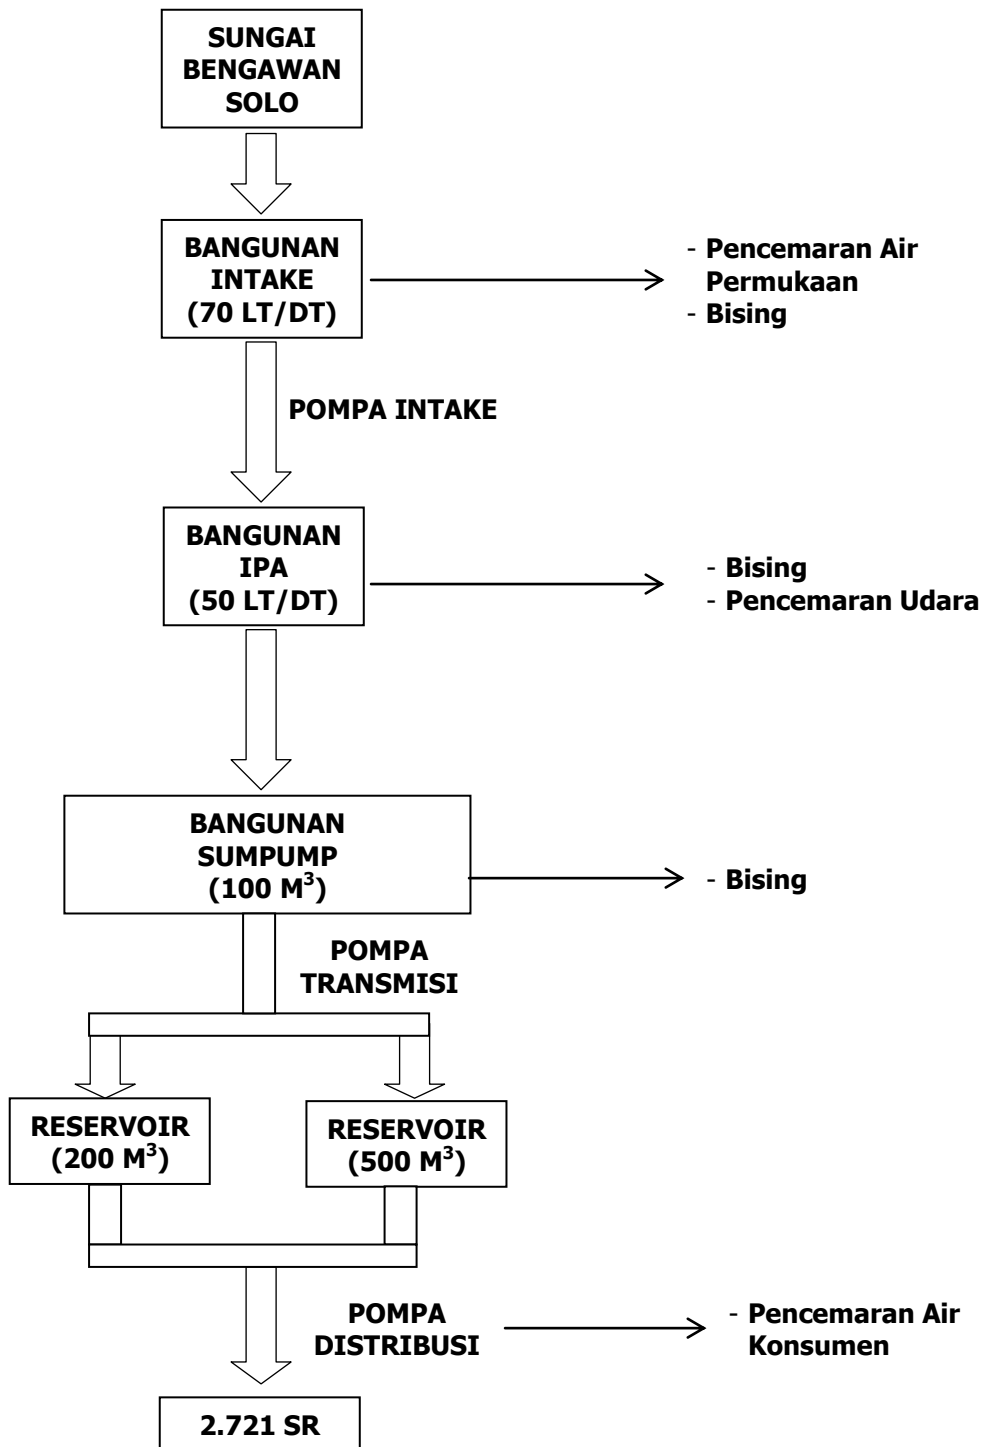 SUNGAI
BENGAWAN
SOLO
BANGUNAN
INTAKE
(70 LT/DT)
- Pencemaran Air
Permukaan
- Bising
POMPA INTAKE
BANGUNAN
IPA
(50 LT/DT)
- Bising
- Pencemaran Udara
BANGUNAN
SUMPUMP
(100 M³)
- Bising
POMPA
TRANSMISI
RESERVOIR
(200 M³)
RESERVOIR
(500 M³)
POMPA
DISTRIBUSI
- Pencemaran Air
Konsumen
2.721 SR